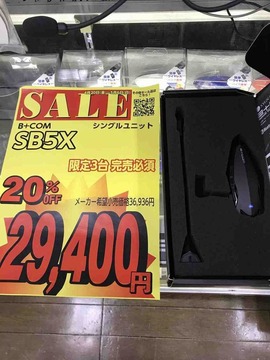 SALE
B+COM
シングルユニット
SB5X
限定3台 完売必須
20%
OFF
メーカー希望小売価格36,936円
29,400円